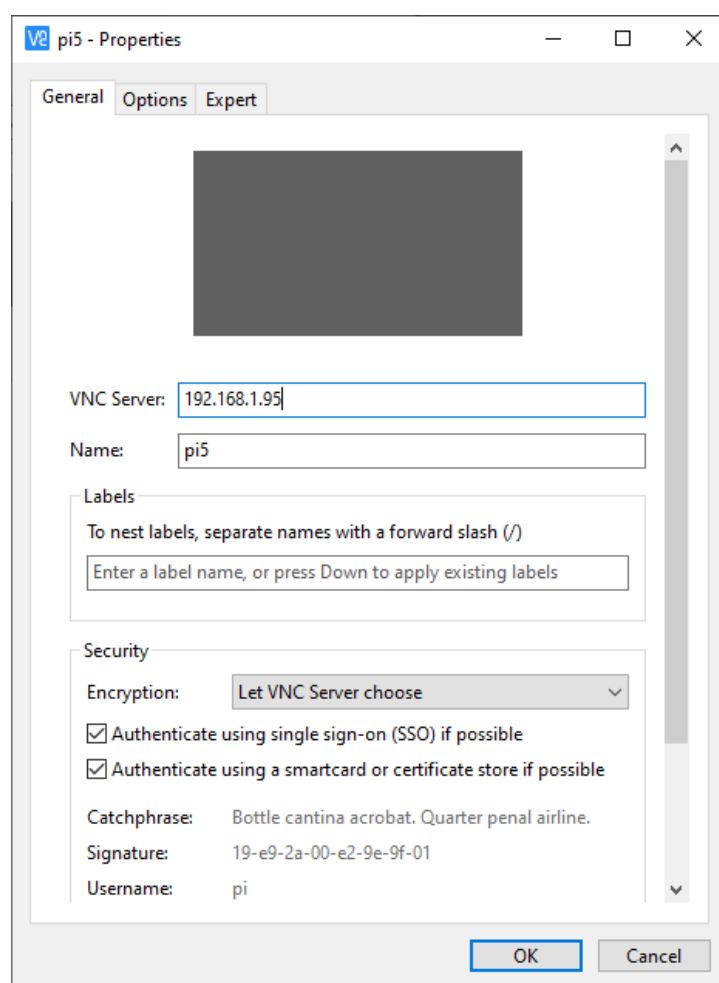 V2 pi5 - Properties
General Options Expert
VNC Server: 192.168.1.95
Name: pi5
Labels
To nest labels, separate names with a forward slash (/)
Enter a label name, or press Down to apply existing labels
Security
Encryption: Let VNC Server choose
Authenticate using single sign-on (SSO) if possible
Authenticate using a smartcard or certificate store if possible
Catchphrase: Bottle cantina acrobat. Quarter penal airline.
Signature: 19-e9-2a-00-e2-9e-9f-01
Username: pi
OK Cancel